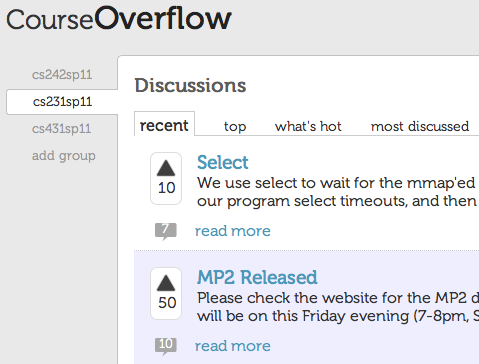 CourseOverflow
cs242sp11
cs231sp11
cs431sp11
add group
Discussions
recent top what's hot most discussed
10
Select
We use select to wait for the mmap'ed
our program select timeouts, and then
7 read more
50
MP2 Released
Please check the website for the MP2
will be on this Friday evening (7-8pm,
10 read more